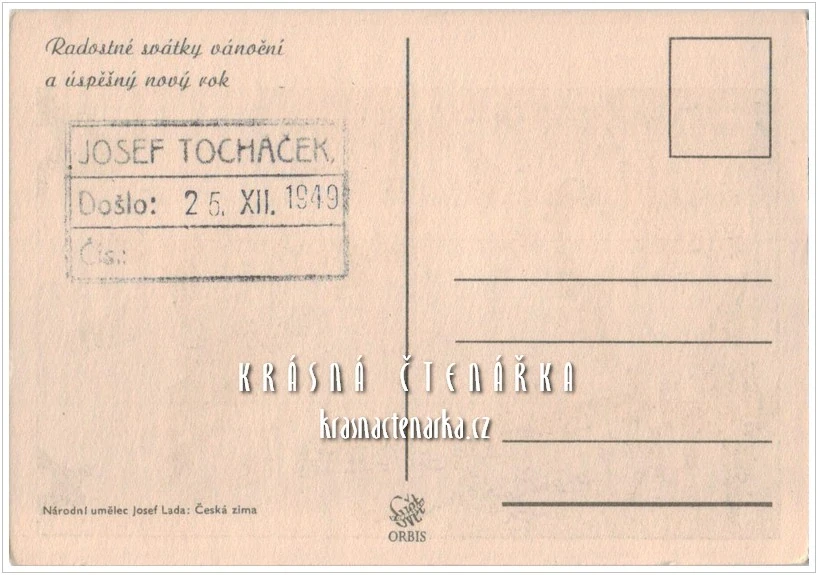 Radostné svátky vánoční
a úspěšný nový rok
JOSEF TOCHÁČEK,
Došlo: 25. XII. 1949
Čís.:
KRÁSNÁ ČTENÁŘKA
krasnactenarka.cz
Národní umělec Josef Lada: Česká zima
ORBIS